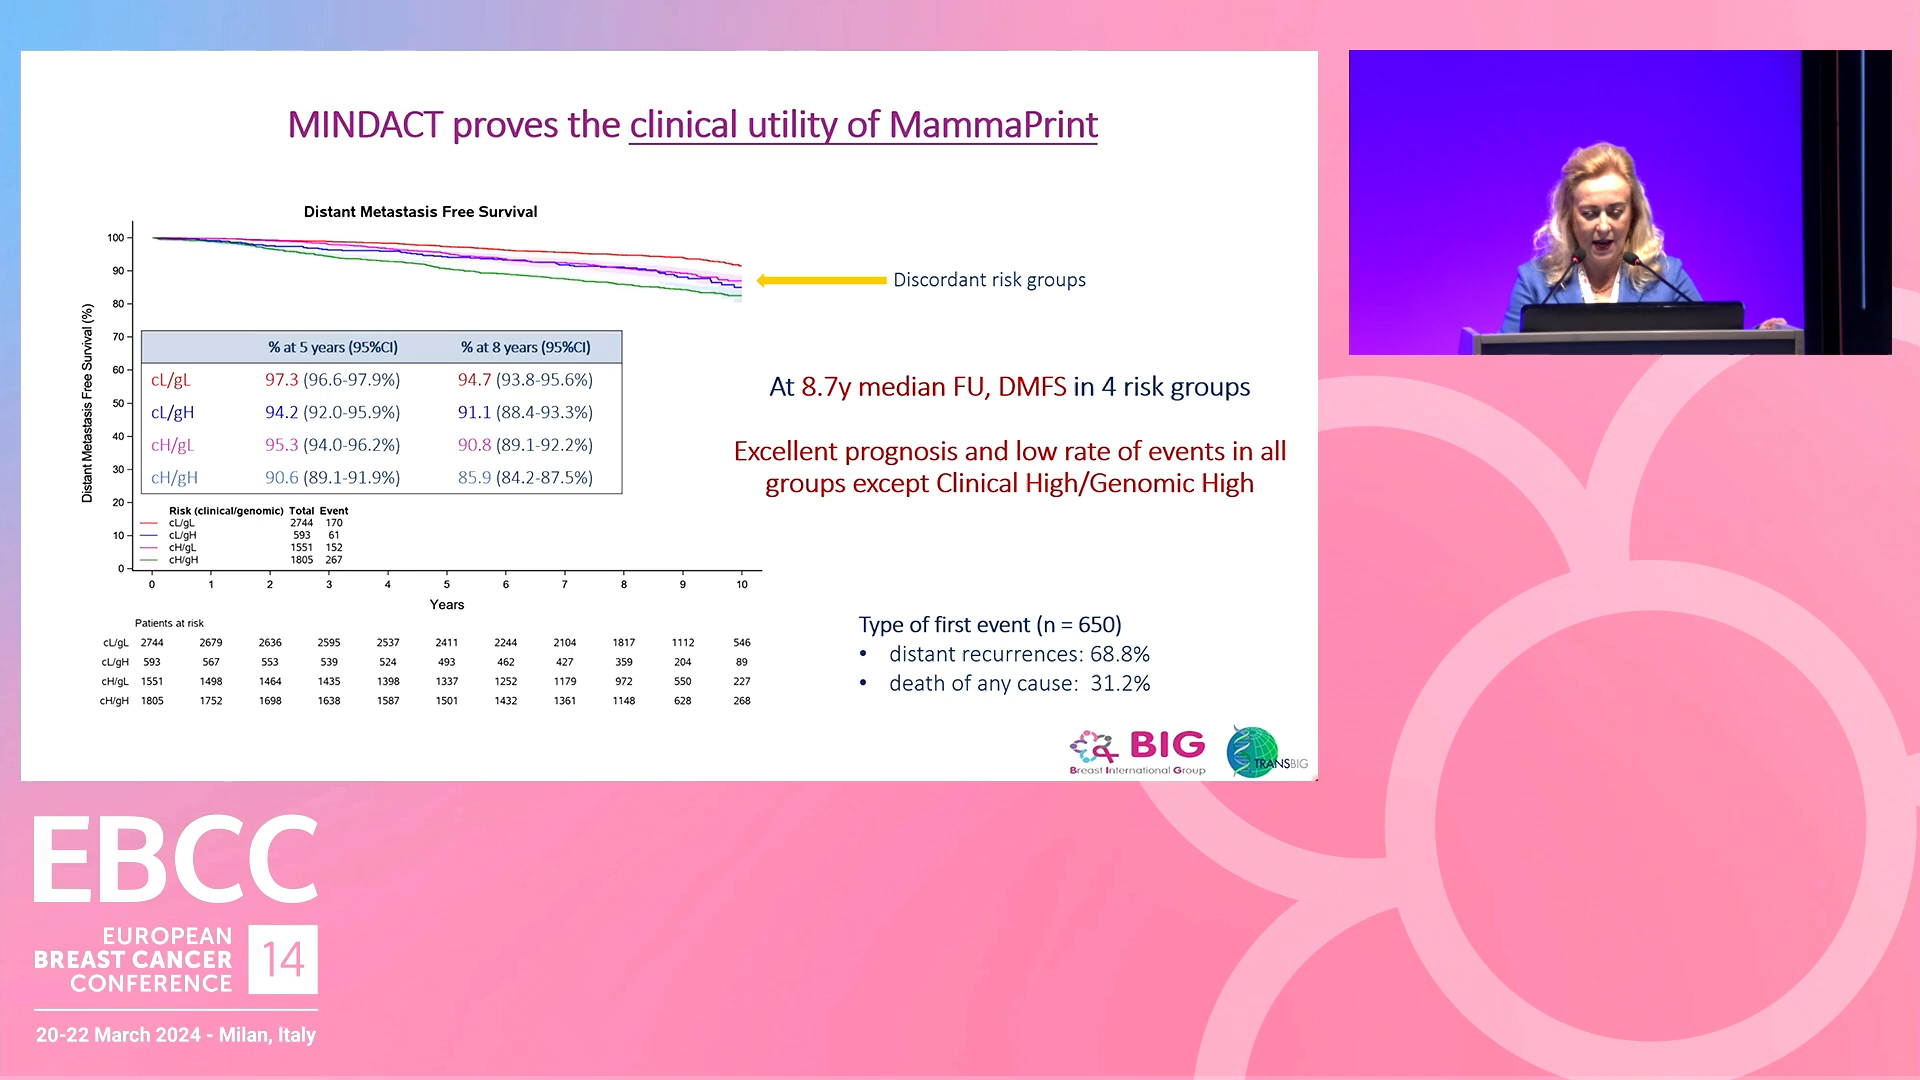 MINDACT proves the clinical utility of MammaPrint
Distant Metastasis Free Survival
Distant Metastasis Free Survival (%)
100
90
80
70
60
50
40
30
20
10
0
Discordant risk groups
% at 5 years (95%CI) % at 8 years (95%CI)
cL/gL 97.3 (96.6-97.9%) 94.7 (93.8-95.6%)
cL/gH 94.2 (92.0-95.9%) 91.1 (88.4-93.3%)
cH/gL 95.3 (94.0-96.2%) 90.8 (89.1-92.2%)
cH/gH 90.6 (89.1-91.9%) 85.9 (84.2-87.5%)
Risk (clinical/genomic) Total Event
cL/gL 2744 170
cL/gH 593 61
cH/gL 1551 152
cH/gH 1805 267
0 1 2 3 4 5 6 7 8 9 10
Years
Patients at risk
cL/gL 2744 2679 2636 2595 2537 2411 2244 2104 1817 1112 546
cL/gH 593 567 553 539 524 493 462 427 359 204 89
cH/gL 1551 1498 1464 1435 1398 1337 1252 1179 972 550 227
cH/gH 1805 1752 1698 1638 1587 1501 1432 1361 1148 628 268
At 8.7y median FU, DMFS in 4 risk groups
Excellent prognosis and low rate of events in all
groups except Clinical High/Genomic High
Type of first event (n = 650)
• distant recurrences: 68.8%
• death of any cause: 31.2%
BIG
Breast International Group
TRANSBIG
EBCC
EUROPEAN
BREAST CANCER
CONFERENCE
14
20-22 March 2024 - Milan, Italy